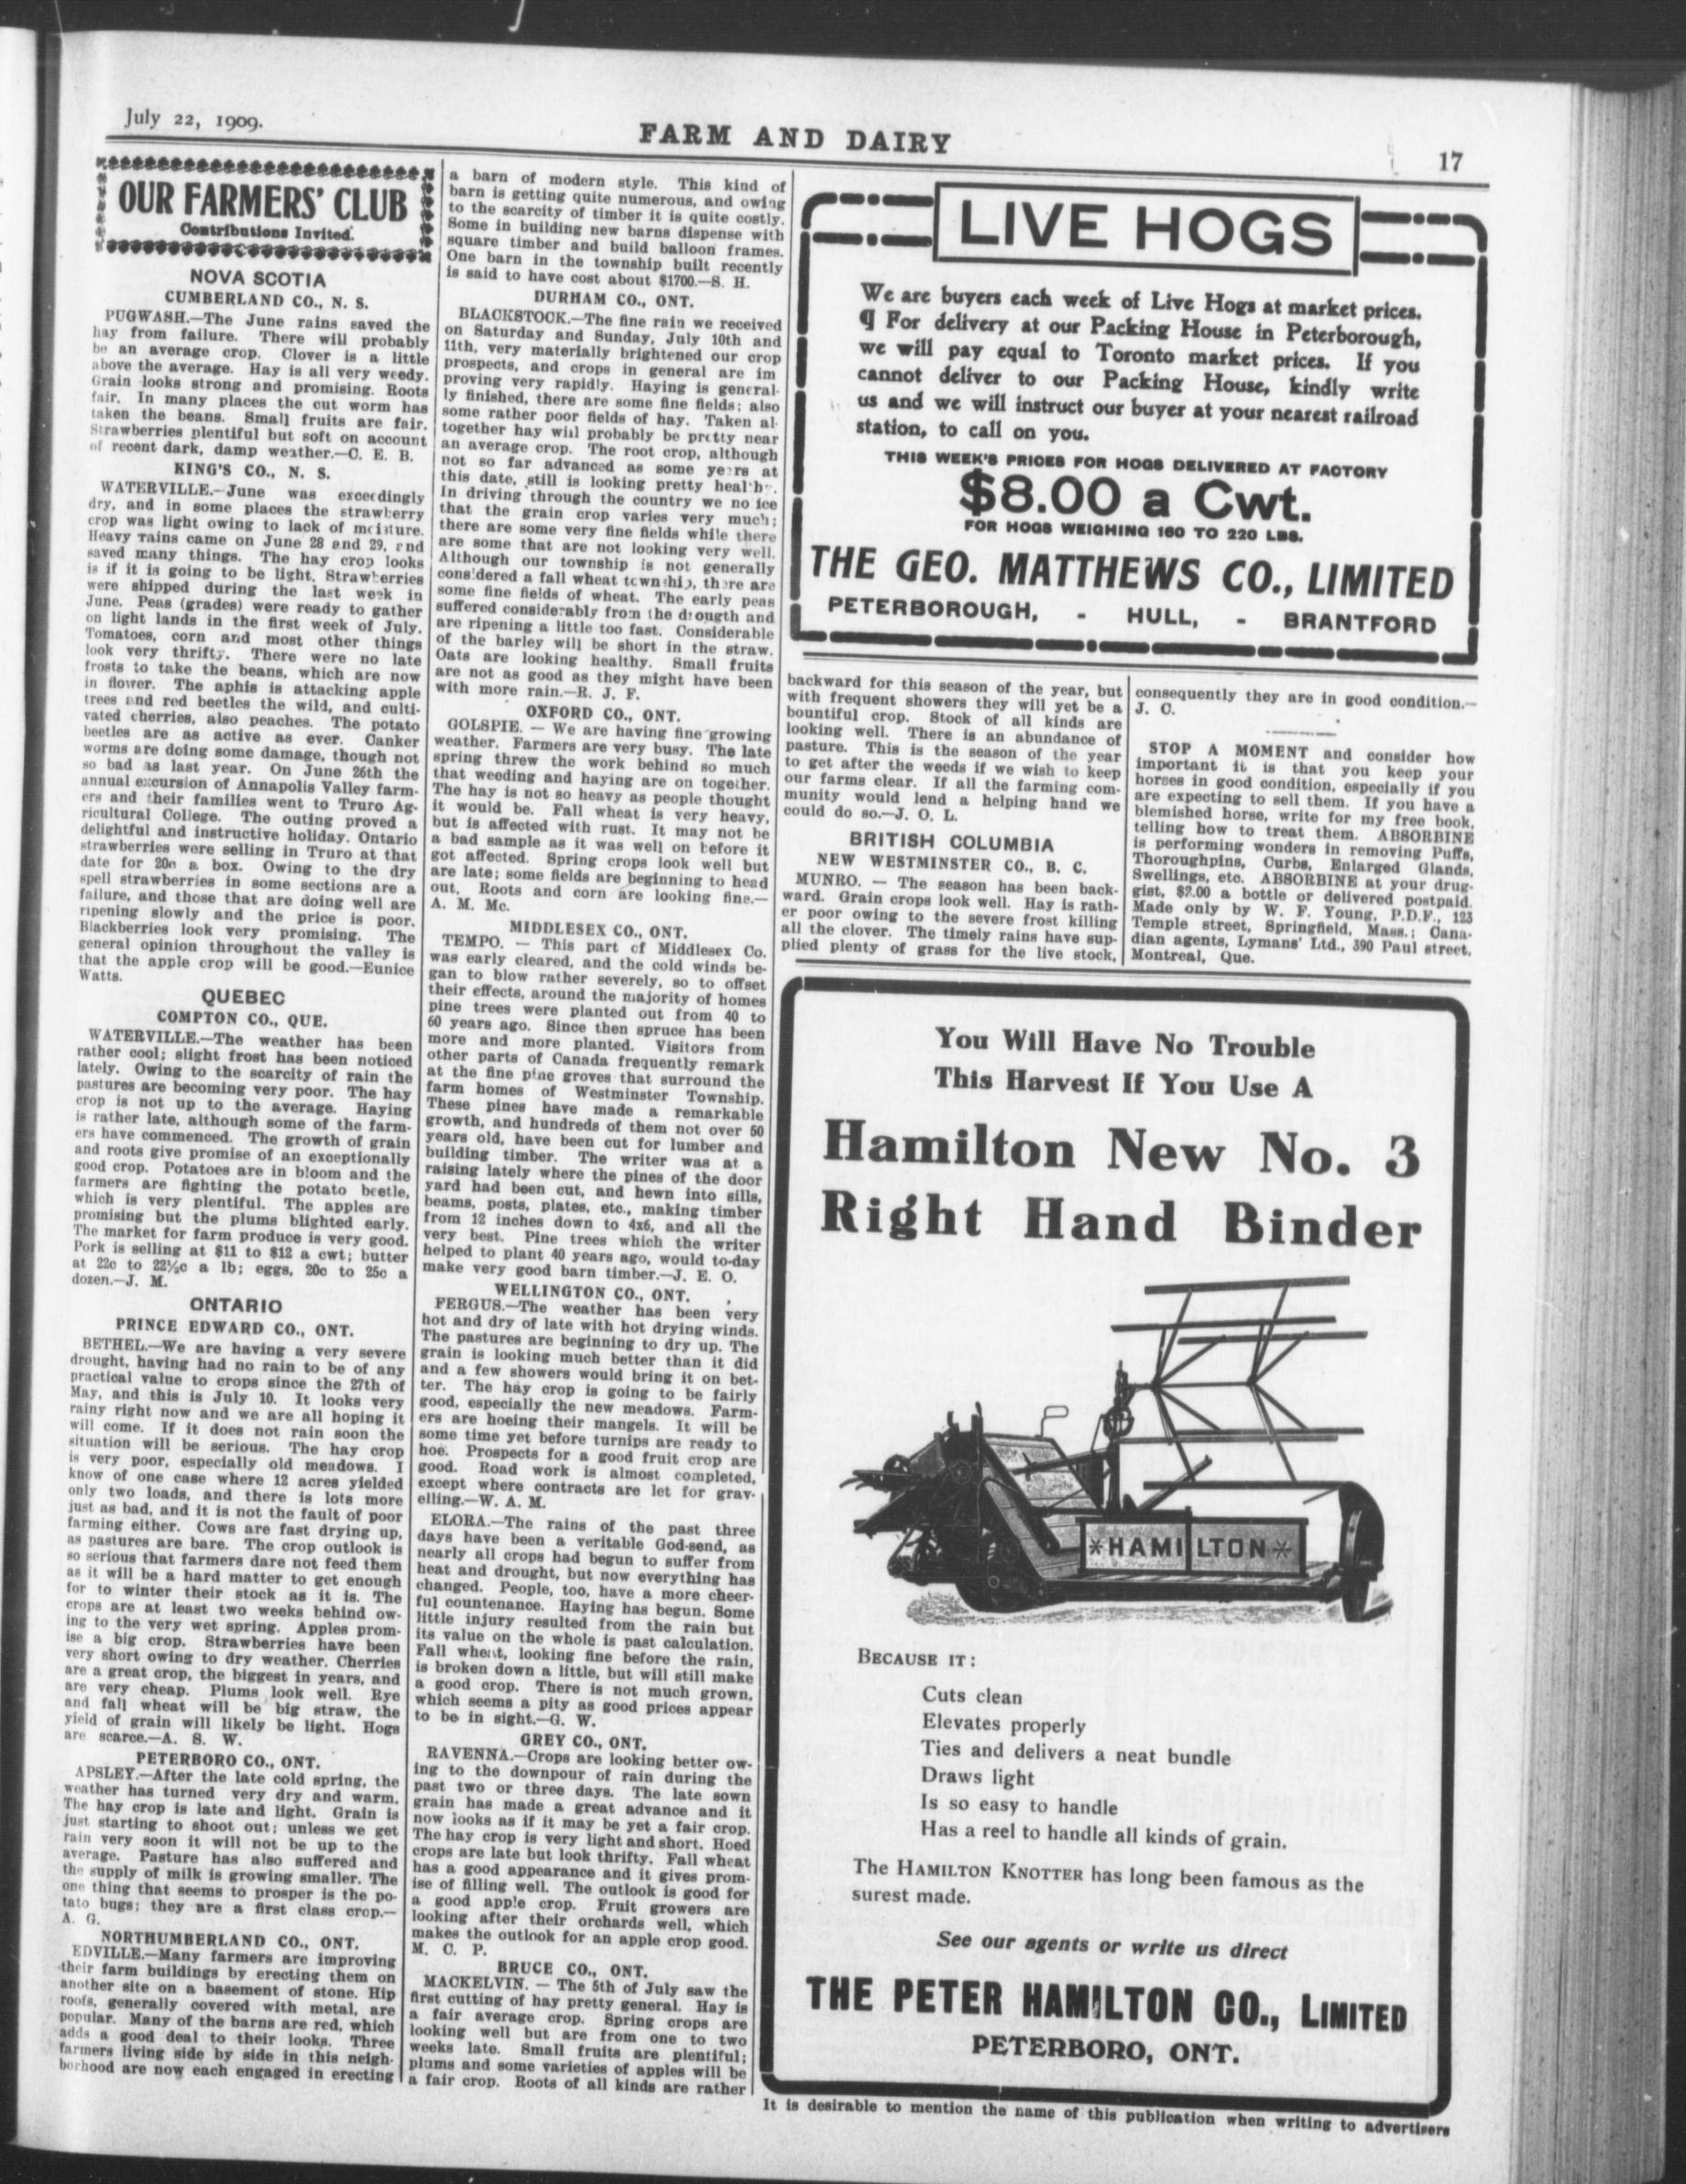 July 22, 1909.
FARM AND DAIRY
17
OUR FARMERS' CLUB
Contributions Invited.
NOVA SCOTIA
CUMBERLAND CO., N. S.
PUGWASH.—The June rains saved the
hay from failure. There will probably
be an average crop. Clover is a little
above the average. Hay is all very weedy.
Grain looks strong and promising. Roots
fair. In many places the cut worm has
taken the beans. Small fruits are fair.
Strawberries plentiful but soft on account
of recent dark, damp weather.—C. E. B.
KING'S CO., N. S.
WATERVILLE.—June was exceedingly
dry, and in some places the strawberry
crop was light owing to lack of moisture.
Heavy rains came on June 28 and 29, and
saved many things. The hay crop looks
is if it is going to be light. Strawberries
were shipped during the last week in
June. Peas (grades) were ready to gather
on light lands in the first week of July.
Tomatoes, corn and most other things
look very thrifty. There were no late
frosts to take the beans, which are now
in flower. The aphis is attacking apple
trees and red beetles the wild, and culti-
vated cherries, also peaches. The potato
beetles are as active as ever. Canker
worms are doing some damage, though not
so bad as last year. On June 26th the
annual excursion of Annapolis Valley farm-
ers and their families went to Truro Ag-
ricultural College. The outing proved a
delightful and instructive holiday. Ontario
strawberries were selling in Truro at that
date for 20c a box. Owing to the dry
spell strawberries in some sections are a
failure, and those that are doing well are
ripening slowly and the price is poor.
Blackberries look very promising. The
general opinion throughout the valley is
that the apple crop will be good.—Eunice
Watts.
QUEBEC
COMPTON CO., QUE.
WATERVILLE.—The weather has been
rather cool; slight frost has been noticed
lately. Owing to the scarcity of rain the
pastures are becoming very poor. The hay
crop is not up to the average. Haying
is rather late, although some of the farm-
ers have commenced. The growth of grain
and roots give promise of an exceptionally
good crop. Potatoes are in bloom and the
farmers are fighting the potato beetle,
which is very plentiful. The apples are
promising but the plums blighted early.
The market for farm produce is very good.
Pork is selling at $11 to $12 a cwt; butter
at 22c to 22½c a lb; eggs, 20c to 25c a
dozen.—J. M.
ONTARIO
PRINCE EDWARD CO., ONT.
BETHEL.—We are having a very severe
drought, having had no rain to be of any
practical value to crops since the 27th of
May, and this is July 10. It looks very
rainy right now and we are all hoping it
will come. If it does not rain soon the
situation will be serious. The hay crop
is very poor, especially old meadows. I
know of one case where 12 acres yielded
only two loads, and there is lots more
just as bad, and it is not the fault of poor
farming either. Cows are fast drying up,
as pastures are bare. The crop outlook is
so serious that farmers dare not feed them
as it will be a hard matter to get enough
for to winter their stock as it is. The
crops are at least two weeks behind ow-
ing to the very wet spring. Apples prom-
ise a big crop. Strawberries have been
very short owing to dry weather. Cherries
are a great crop, the biggest in years, and
are very cheap. Plums look well. Rye
and fall wheat will be big straw, the
yield of grain will likely be light. Hogs
are scarce.—A. S. W.
PETERBORO CO., ONT.
APSLEY.—After the late cold spring, the
weather has turned very dry and warm.
The hay crop is late and light. Grain is
just starting to shoot out; unless we get
rain very soon it will not be up to the
average. Pasture has also suffered and
the supply of milk is growing smaller. The
one thing that seems to prosper is the po-
tato bugs; they are a first class crop.—
A. G.
NORTHUMBERLAND CO., ONT.
EDVILLE.—Many farmers are improving
their farm buildings by erecting them on
another site on a basement of stone. Hip
roofs, generally covered with metal, are
popular. Many of the barns are red, which
adds a good deal to their looks. Three
farmers living side by side in this neigh-
borhood are now each engaged in erecting
a barn of modern style. This kind of
barn is getting quite numerous, and owing
to the scarcity of timber it is quite costly.
Some in building new barns dispense with
square timber and build balloon frames.
One barn in the township built recently
is said to have cost about $1700.—S. H.
DURHAM CO., ONT.
BLACKSTOCK.—The fine rain we received
on Saturday and Sunday, July 10th and
11th, very materially brightened our crop
prospects, and crops in general are im
proving very rapidly. Haying is general-
ly finished, there are some fine fields; also
some rather poor fields of hay. Taken al-
together hay will probably be pretty near
an average crop. The root crop, although
not so far advanced as some years at
this date, still is looking pretty healthy.
In driving through the country we notice
that the grain crop varies very much;
there are some very fine fields while there
are some that are not looking very well.
Although our township is not generally
considered a fall wheat township, there are
some fine fields of wheat. The early peas
suffered considerably from the drougth and
are ripening a little too fast. Considerable
of the barley will be short in the straw.
Oats are looking healthy. Small fruits
are not as good as they might have been
with more rain.—R. J. F.
OXFORD CO., ONT.
GOLSPIE. — We are having fine growing
weather. Farmers are very busy. The late
spring threw the work behind so much
that weeding and haying are on together.
The hay is not so heavy as people thought
it would be. Fall wheat is very heavy,
but is affected with rust. It may not be
a bad sample as it was well on before it
got affected. Spring crops look well but
are late; some fields are beginning to head
out. Roots and corn are looking fine.—
A. M. Mc.
MIDDLESEX CO., ONT.
TEMPO. — This part of Middlesex Co.
was early cleared, and the cold winds be-
gan to blow rather severely, so to offset
their effects, around the majority of homes
pine trees were planted out from 40 to
60 years ago. Since then spruce has been
more and more planted. Visitors from
other parts of Canada frequently remark
at the fine pine groves that surround the
farm homes of Westminster Township.
These pines have made a remarkable
growth, and hundreds of them not over 50
years old, have been cut for lumber and
building timber. The writer was at a
raising lately where the pines of the door
yard had been cut, and hewn into sills,
beams, posts, plates, etc., making timber
from 12 inches down to 4x6, and all the
very best. Pine trees which the writer
helped to plant 40 years ago, would to-day
make very good barn timber.—J. E. O.
WELLINGTON CO., ONT.
FERGUS.—The weather has been very
hot and dry of late with hot drying winds.
The pastures are beginning to dry up. The
grain is looking much better than it did
and a few showers would bring it on bet-
ter. The hay crop is going to be fairly
good, especially the new meadows. Farm-
ers are hoeing their mangels. It will be
some time yet before turnips are ready to
hoe. Prospects for a good fruit crop are
good. Road work is almost completed,
except where contracts are let for grav-
elling.—W. A. M.
ELORA.—The rains of the past three
days have been a veritable God-send, as
nearly all crops had begun to suffer from
heat and drought, but now everything has
changed. People, too, have a more cheer-
ful countenance. Haying has begun. Some
little injury resulted from the rain but
its value on the whole is past calculation.
Fall wheat, looking fine before the rain,
is broken down a little, but will still make
a good crop. There is not much grown,
which seems a pity as good prices appear
to be in sight.—G. W.
GREY CO., ONT.
RAVENNA.—Crops are looking better ow-
ing to the downpour of rain during the
past two or three days. The late sown
grain has made a great advance and it
now looks as if it may be yet a fair crop.
The hay crop is very light and short. Hoed
crops are late but look thrifty. Fall wheat
has a good appearance and it gives prom-
ise of filling well. The outlook is good for
a good apple crop. Fruit growers are
looking after their orchards well, which
makes the outlook for an apple crop good.
M. C. P.
BRUCE CO., ONT.
MACKELVIN. — The 5th of July saw the
first cutting of hay pretty general. Hay is
a fair average crop. Spring crops are
looking well but are from one to two
weeks late. Small fruits are plentiful;
plums and some varieties of apples will be
a fair crop. Roots of all kinds are rather
LIVE HOGS
We are buyers each week of Live Hogs at market prices.
¶ For delivery at our Packing House in Peterborough,
we will pay equal to Toronto market prices. If you
cannot deliver to our Packing House, kindly write
us and we will instruct our buyer at your nearest railroad
station, to call on you.
THIS WEEK'S PRICES FOR HOGS DELIVERED AT FACTORY
$8.00 a Cwt.
FOR HOGS WEIGHING 160 TO 220 LBS.
THE GEO. MATTHEWS CO., LIMITED
PETERBOROUGH, - HULL, - BRANTFORD
backward for this season of the year, but
with frequent showers they will yet be a
bountiful crop. Stock of all kinds are
looking well. There is an abundance of
pasture. This is the season of the year
to get after the weeds if we wish to keep
our farms clear. If all the farming com-
munity would lend a helping hand we
could do so.—J. O. L.
BRITISH COLUMBIA
NEW WESTMINSTER CO., B. C.
MUNRO. — The season has been back-
ward. Grain crops look well. Hay is rath-
er poor owing to the severe frost killing
all the clover. The timely rains have sup-
plied plenty of grass for the live stock,
consequently they are in good condition.—
J. C.
STOP A MOMENT and consider how
important it is that you keep your
horses in good condition, especially if you
are expecting to sell them. If you have a
blemished horse, write for my free book,
telling how to treat them. ABSORBINE
is performing wonders in removing Puffs,
Thoroughpins, Curbs, Enlarged Glands,
Swellings, etc. ABSORBINE at your drug-
gist, $2.00 a bottle or delivered postpaid.
Made only by W. F. Young, P.D.F., 123
Temple street, Springfield, Mass.; Cana-
dian agents, Lymans' Ltd., 390 Paul street,
Montreal, Que.
You Will Have No Trouble
This Harvest If You Use A
Hamilton New No. 3
Right Hand Binder
*HAMILTON*
BECAUSE IT:
Cuts clean
Elevates properly
Ties and delivers a neat bundle
Draws light
Is so easy to handle
Has a reel to handle all kinds of grain.
The HAMILTON KNOTTER has long been famous as the
surest made.
See our agents or write us direct
THE PETER HAMILTON CO., LIMITED
PETERBORO, ONT.
It is desirable to mention the name of this publication when writing to advertisers